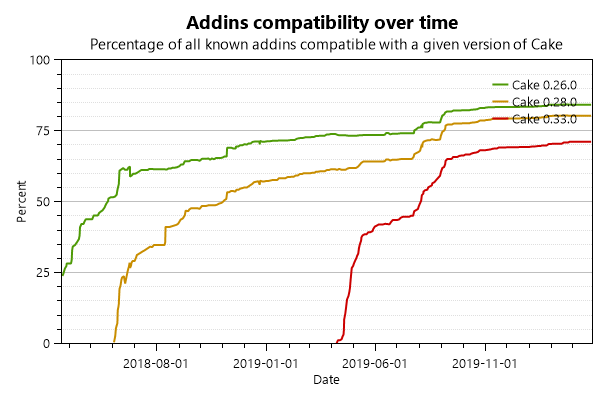 Addins compatibility over time
Percentage of all known addins compatible with a given version of Cake
100
75
50
25
0
Percent
Cake 0.26.0
Cake 0.28.0
Cake 0.33.0
2018-08-01
2019-01-01
2019-06-01
2019-11-01
Date